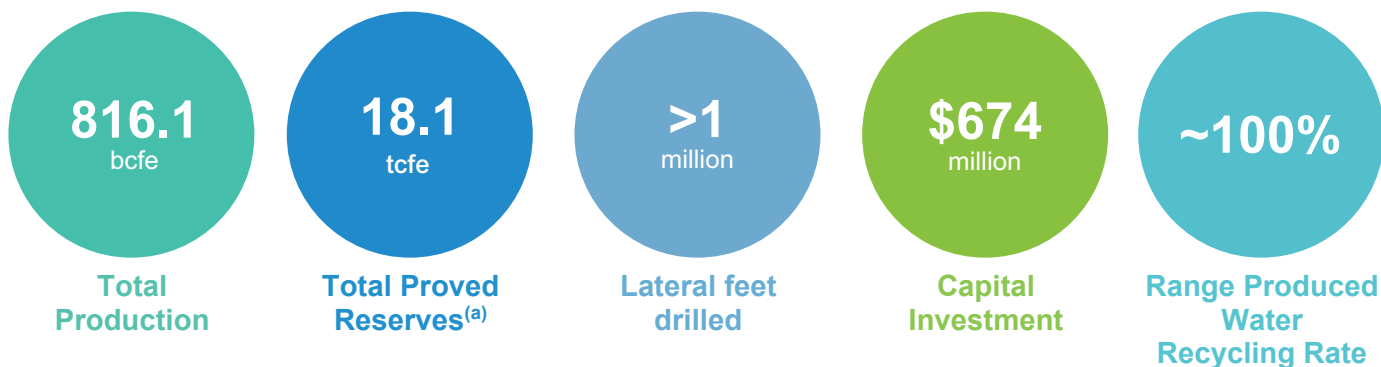 816.1
bcfe
Total
Production
18.1
tcfe
Total Proved
Reserves(a)
>1
million
Lateral feet
drilled
$674
million
Capital
Investment
~100%
Range Produced
Water
Recycling Rate